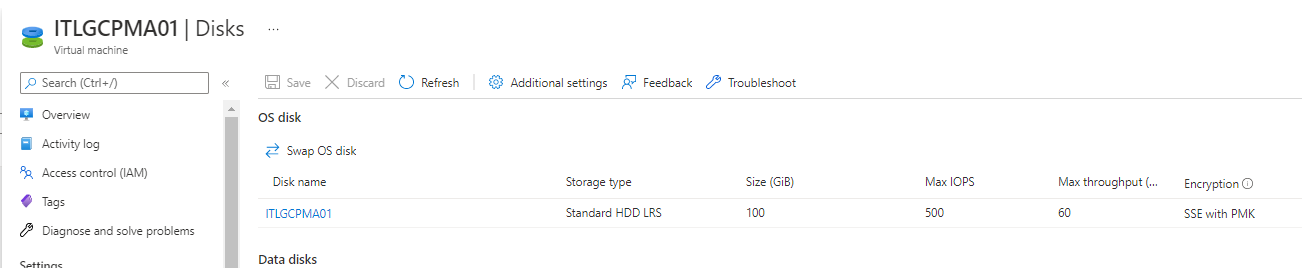 ITLGCPMA01 | Disks ...
Virtual machine
Search (Ctrl+/)
«
Save Discard Refresh Additional settings Feedback Troubleshoot
Overview
Activity log
Access control (IAM)
Tags
Diagnose and solve problems
Settings
OS disk
Swap OS disk
Disk name Storage type Size (GiB) Max IOPS Max throughput (... Encryption
ITLGCPMA01 Standard HDD LRS 100 500 60 SSE with PMK
Data disks